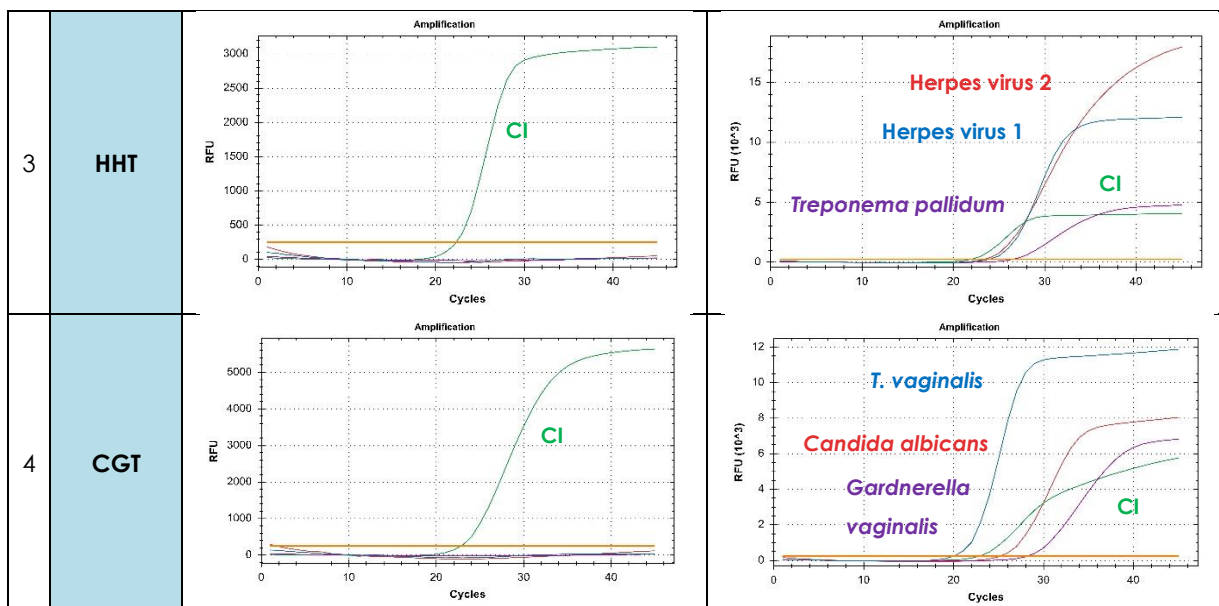 3
HHT
Amplification
RFU
3000
2500
2000
1500
1000
500
0
CI
0
10
20
30
40
Cycles
Amplification
RFU (10^3)
15
10
5
0
Herpes virus 2
Herpes virus 1
CI
Treponema pallidum
0
10
20
30
40
Cycles
4
CGT
Amplification
RFU
5000
4000
3000
2000
1000
0
CI
0
10
20
30
40
Cycles
Amplification
RFU (10^3)
12
10
8
6
4
2
0
T. vaginalis
Candida albicans
Gardnerella
vaginalis
CI
0
10
20
30
40
Cycles